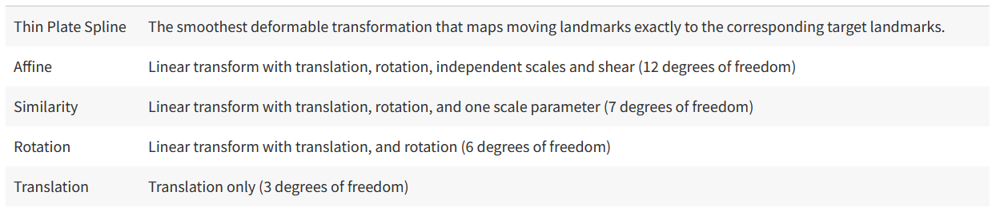 Thin Plate Spline The smoothest deformable transformation that maps moving landmarks exactly to the corresponding target landmarks.
Affine Linear transform with translation, rotation, independent scales and shear (12 degrees of freedom)
Similarity Linear transform with translation, rotation, and one scale parameter (7 degrees of freedom)
Rotation Linear transform with translation, and rotation (6 degrees of freedom)
Translation Translation only (3 degrees of freedom)